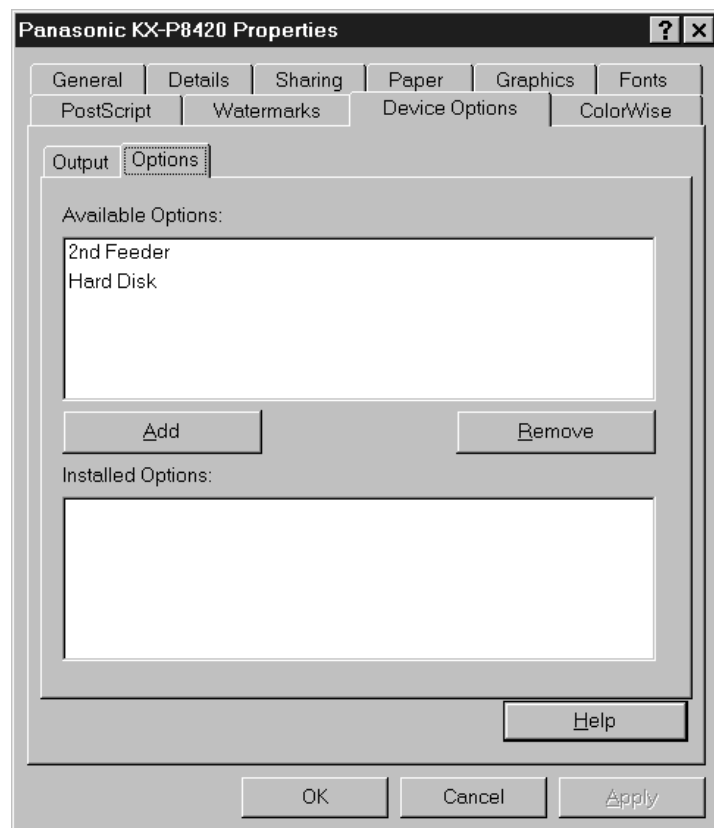 Panasonic KX-P8420 Properties
General Details Sharing Paper Graphics Fonts
PostScript Watermarks Device Options ColorWise
Output Options
Available Options:
2nd Feeder
Hard Disk
Add Remove
Installed Options:
Help
OK Cancel Apply